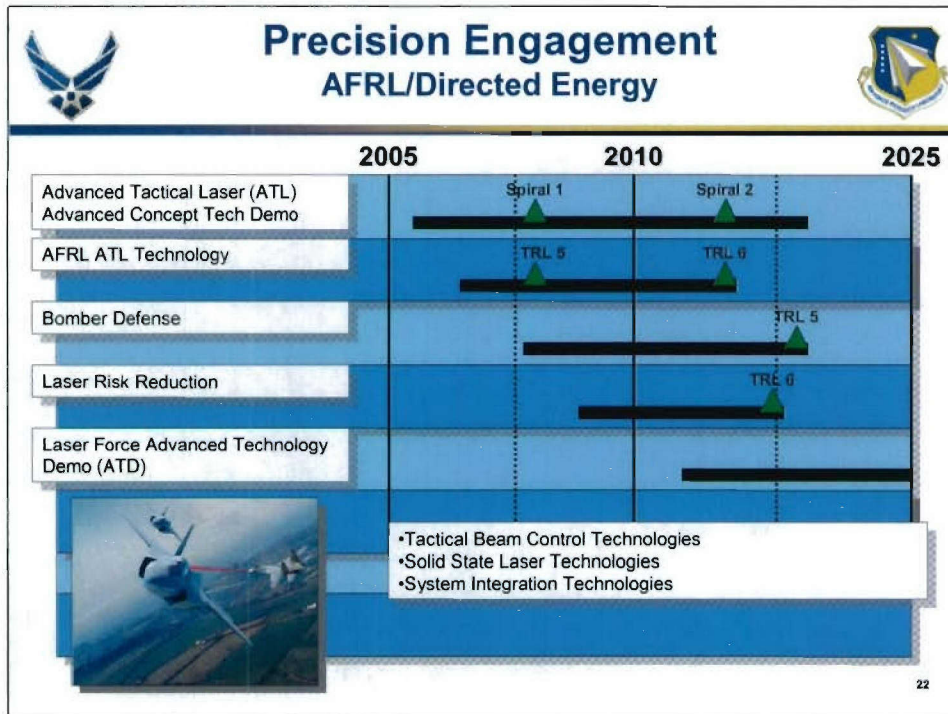 Precision Engagement
AFRL/Directed Energy
2005 2010 2025
Advanced Tactical Laser (ATL)
Advanced Concept Tech Demo
Spiral 1 Spiral 2
AFRL ATL Technology
TRL 5 TRL 6
Bomber Defense
TRL 5
Laser Risk Reduction
TRL 6
Laser Force Advanced Technology
Demo (ATD)
•Tactical Beam Control Technologies
•Solid State Laser Technologies
•System Integration Technologies
22